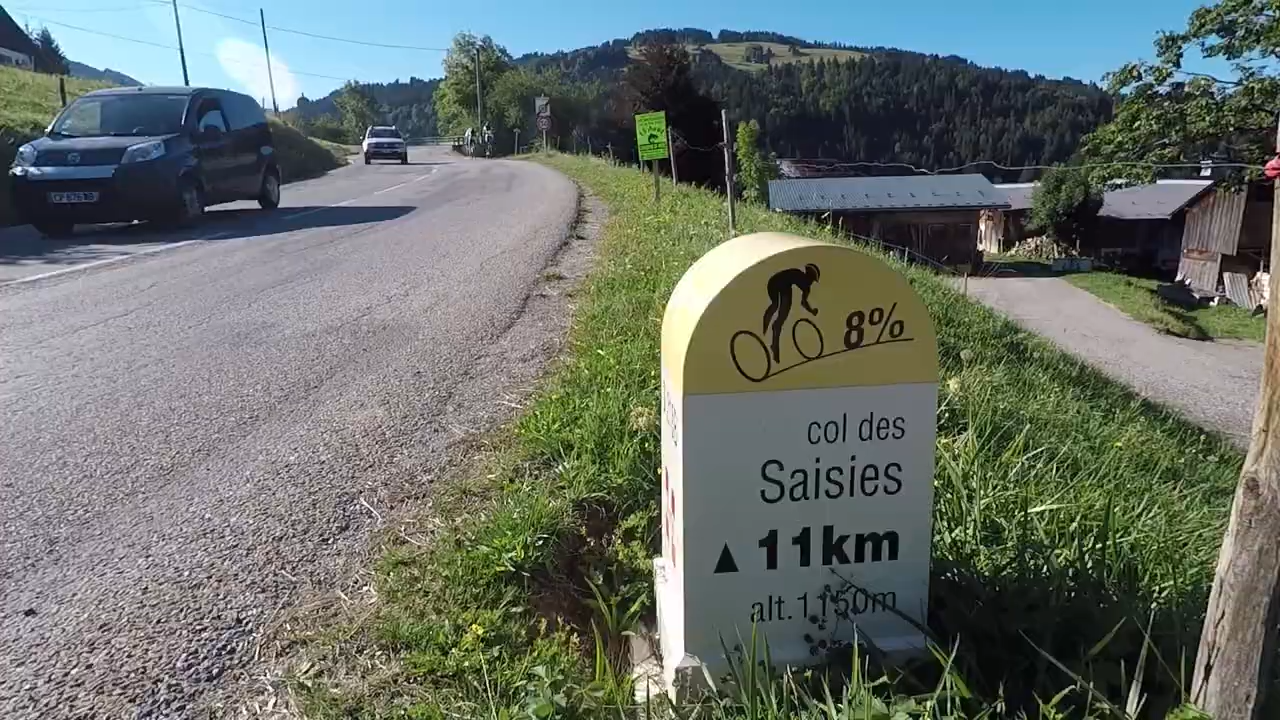 8%
col des
Saisies
▲ 11km
alt. 1150m